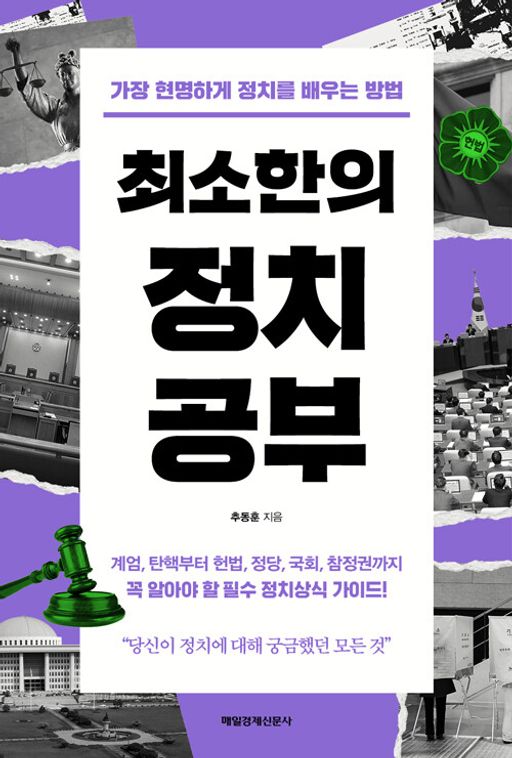 가장 현명하게 정치를 배우는 방법
헌법
최소한의
정치
공부
추동훈 지음
계엄, 탄핵부터 헌법, 정당, 국회, 참정권까지
꼭 알아야 할 필수 정치상식 가이드!
“당신이 정치에 대해 궁금했던 모든 것”
매일경제신문사